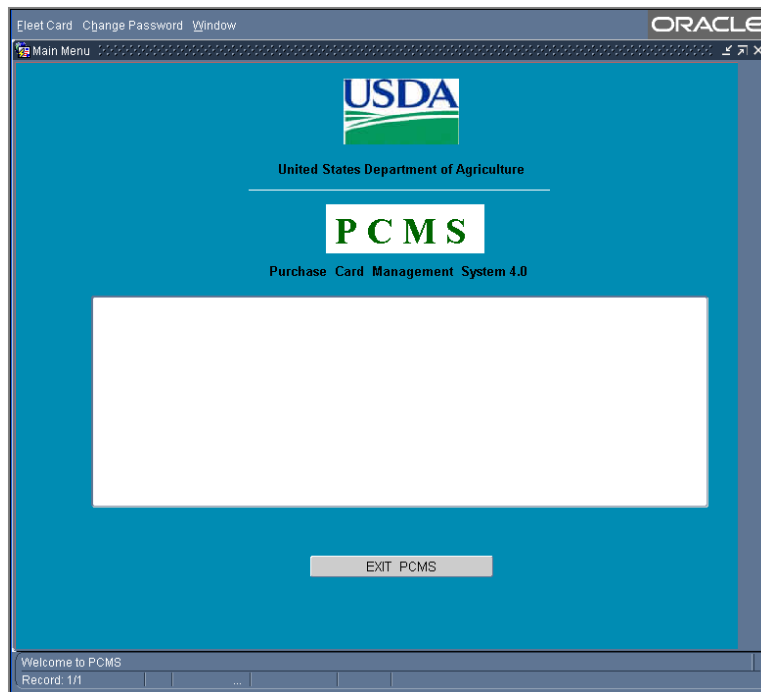 Fleet Card Change Password Window
ORACLE
Main Menu
USDA
United States Department of Agriculture
P C M S
Purchase Card Management System 4.0
EXIT PCMS
Welcome to PCMS
Record: 1/1
...